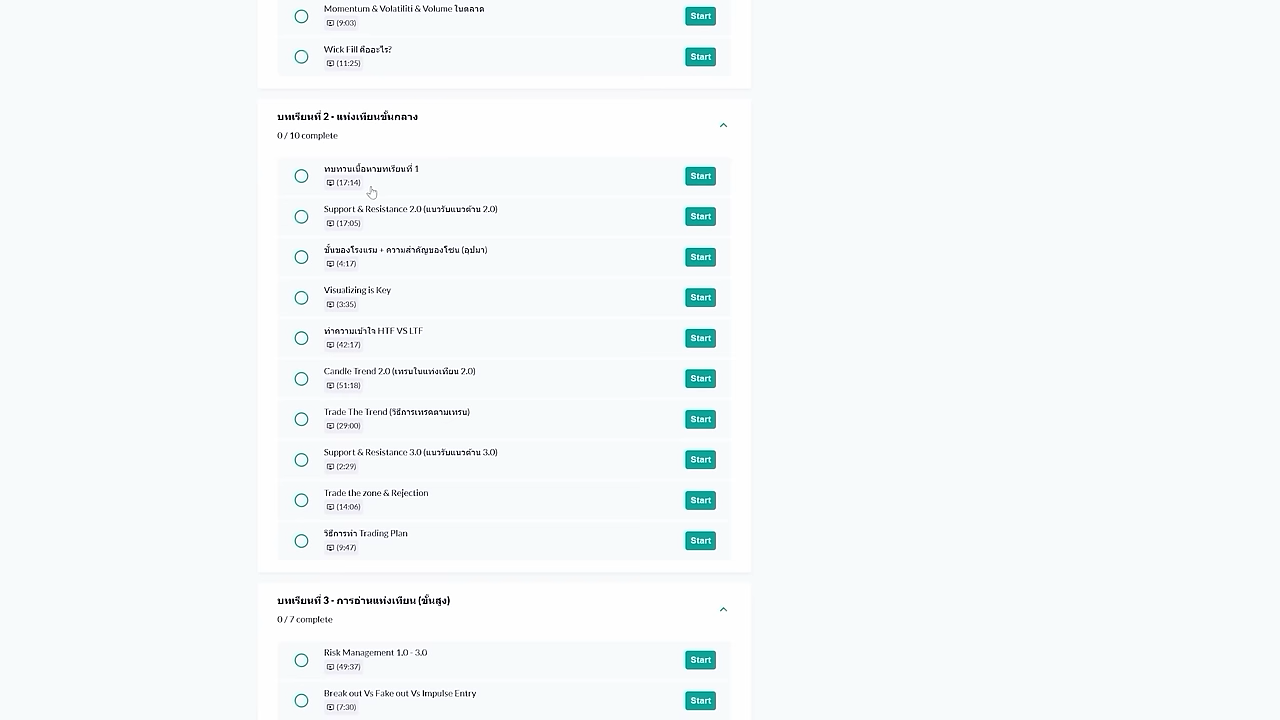 Momentum & Volatiliti & Volume ในตลาด
(9:03)
Start
Wick Fill คืออะไร?
(11:25)
Start
บทเรียนที่ 2 - แท่งเทียนขั้นกลาง
0 / 10 complete
ทบทวนเนื้อหาบทเรียนที่ 1
(17:14)
Start
Support & Resistance 2.0 (แนวรับแนวต้าน 2.0)
(17:05)
Start
ชั้นของโรงแรม + ความสำคัญของโซน (อุปมา)
(4:17)
Start
Visualizing is Key
(3:35)
Start
ทำความเข้าใจ HTF VS LTF
(42:17)
Start
Candle Trend 2.0 (เทรนในแท่งเทียน 2.0)
(51:18)
Start
Trade The Trend (วิธีการเทรดตามเทรน)
(29:00)
Start
Support & Resistance 3.0 (แนวรับแนวต้าน 3.0)
(2:29)
Start
Trade the zone & Rejection
(14:06)
Start
วิธีการทำ Trading Plan
(9:47)
Start
บทเรียนที่ 3 - การอ่านแท่งเทียน (ขั้นสูง)
0 / 7 complete
Risk Management 1.0 - 3.0
(49:37)
Start
Break out Vs Fake out Vs Impulse Entry
(7:30)
Start